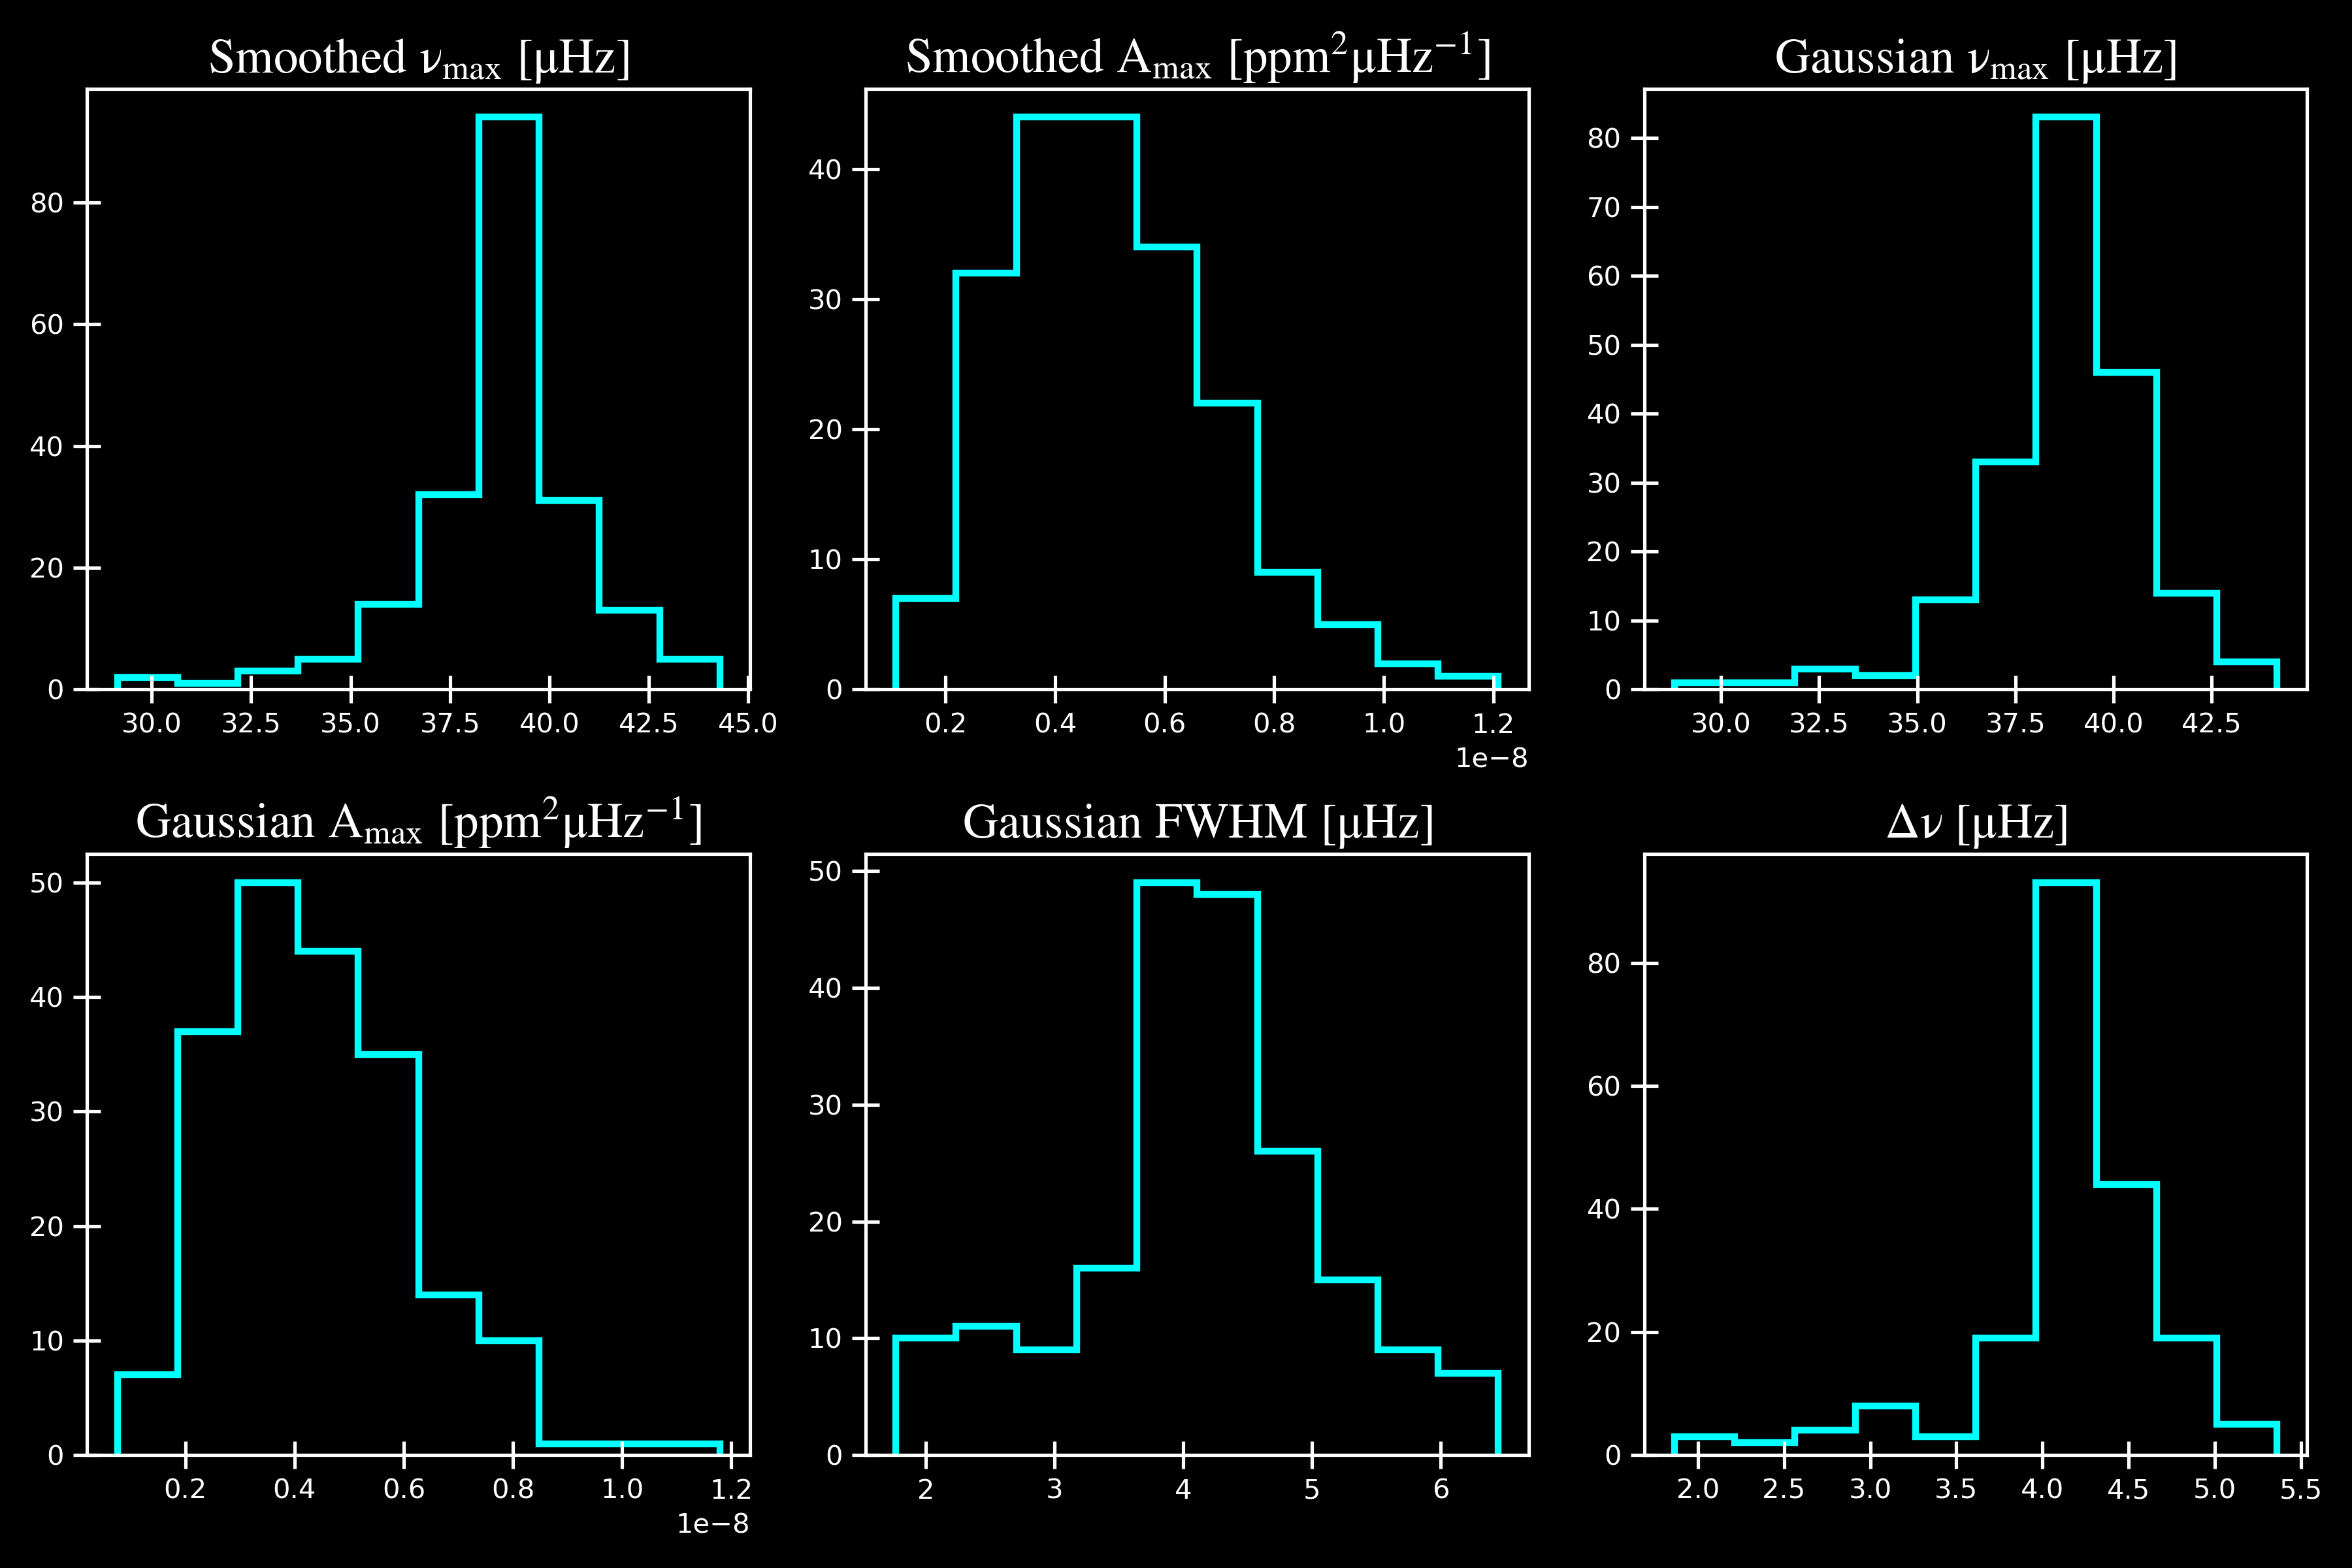 Smoothed ν_max [μHz]
80
60
40
20
0
30.0 32.5 35.0 37.5 40.0 42.5 45.0
Smoothed A_max [ppm²μHz⁻¹]
40
30
20
10
0
0.2 0.4 0.6 0.8 1.0 1.2
1e−8
Gaussian ν_max [μHz]
80
70
60
50
40
30
20
10
0
30.0 32.5 35.0 37.5 40.0 42.5
Gaussian A_max [ppm²μHz⁻¹]
50
40
30
20
10
0
0.2 0.4 0.6 0.8 1.0 1.2
1e−8
Gaussian FWHM [μHz]
50
40
30
20
10
0
2 3 4 5 6
Δν [μHz]
80
60
40
20
0
2.0 2.5 3.0 3.5 4.0 4.5 5.0 5.5